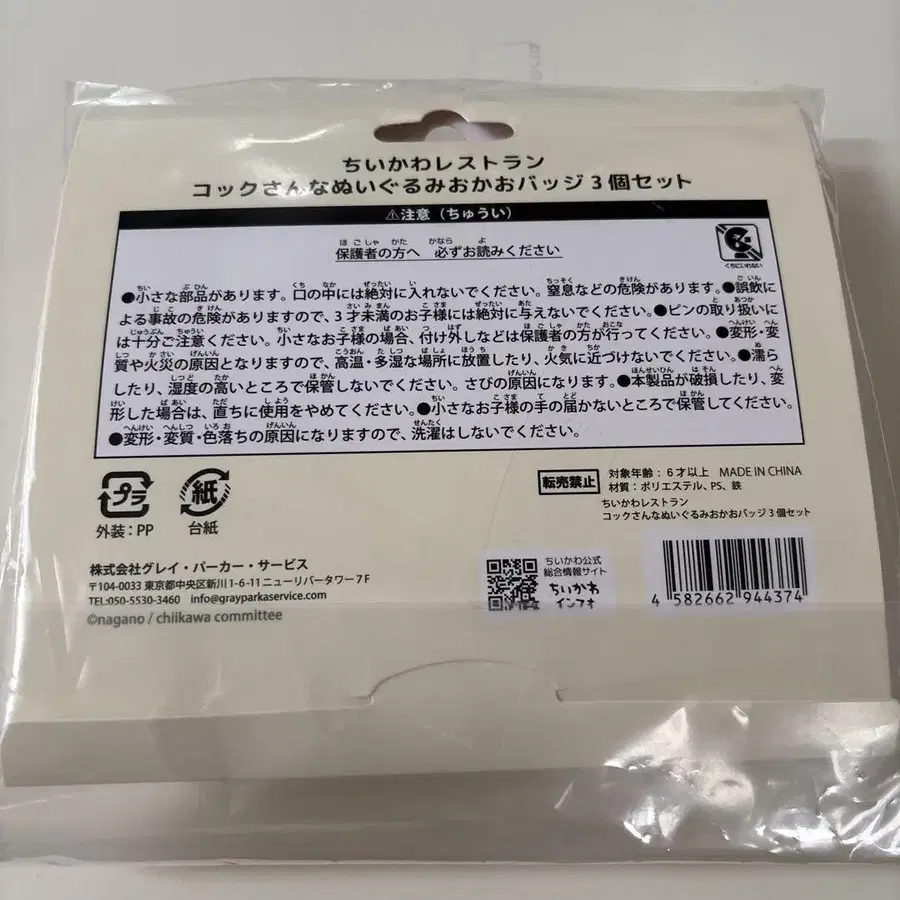 ちいかわレストラン
コックさんなぬいぐるみおかおバッジ3個セット
⚠注意（ちゅうい）
保護者の方へ 必ずお読みください
くちにいれない
●小さな部品があります。口の中には絶対に入れないでください。窒息などの危険があります。●誤飲に
よる事故の危険がありますので、3才未満のお子様には絶対に与えないでください。●ピンの取り扱いに
は十分ご注意ください。小さなお子様の場合、付け外しなどは保護者の方が行ってください。●変形・変
質や火災の原因となりますので、高温・多湿な場所に放置したり、火気に近づけないでください。●濡ら
したり、湿度の高いところで保管しないでください。さびの原因になります。●本製品が破損したり、変
形した場合は、直ちに使用をやめてください。●小さなお子様の手の届かないところで保管してください。
●変形・変質・色落ちの原因になりますので、洗濯はしないでください。
プラ
外装：PP
紙
台紙
転売禁止
対象年齢：6才以上 MADE IN CHINA
材質：ポリエステル、PS、鉄
ちいかわレストラン
コックさんなぬいぐるみおかおバッジ3個セット
株式会社グレイ・パーカー・サービス
〒104-0033 東京都中央区新川1-6-11ニューリバータワー7F
TEL:050-5530-3460 info@grayparkaservice.com
©nagano / chiikawa committee
ちいかわ公式
総合情報サイト
ちいかわ
インフォ
4 582662 944374